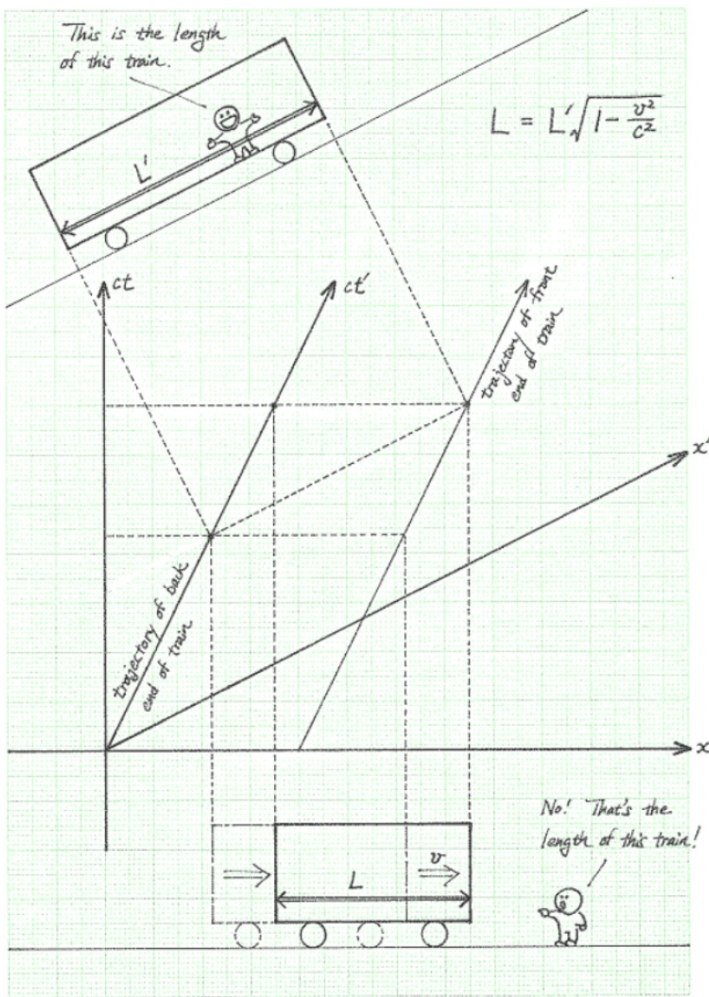 This is the length
of this train.
L = L'√(1 - v²/c²)
L'
ct
ct'
trajectory of front
end of train
x'
trajectory of back
end of train
x
No! That's the
length of this train!
v
L